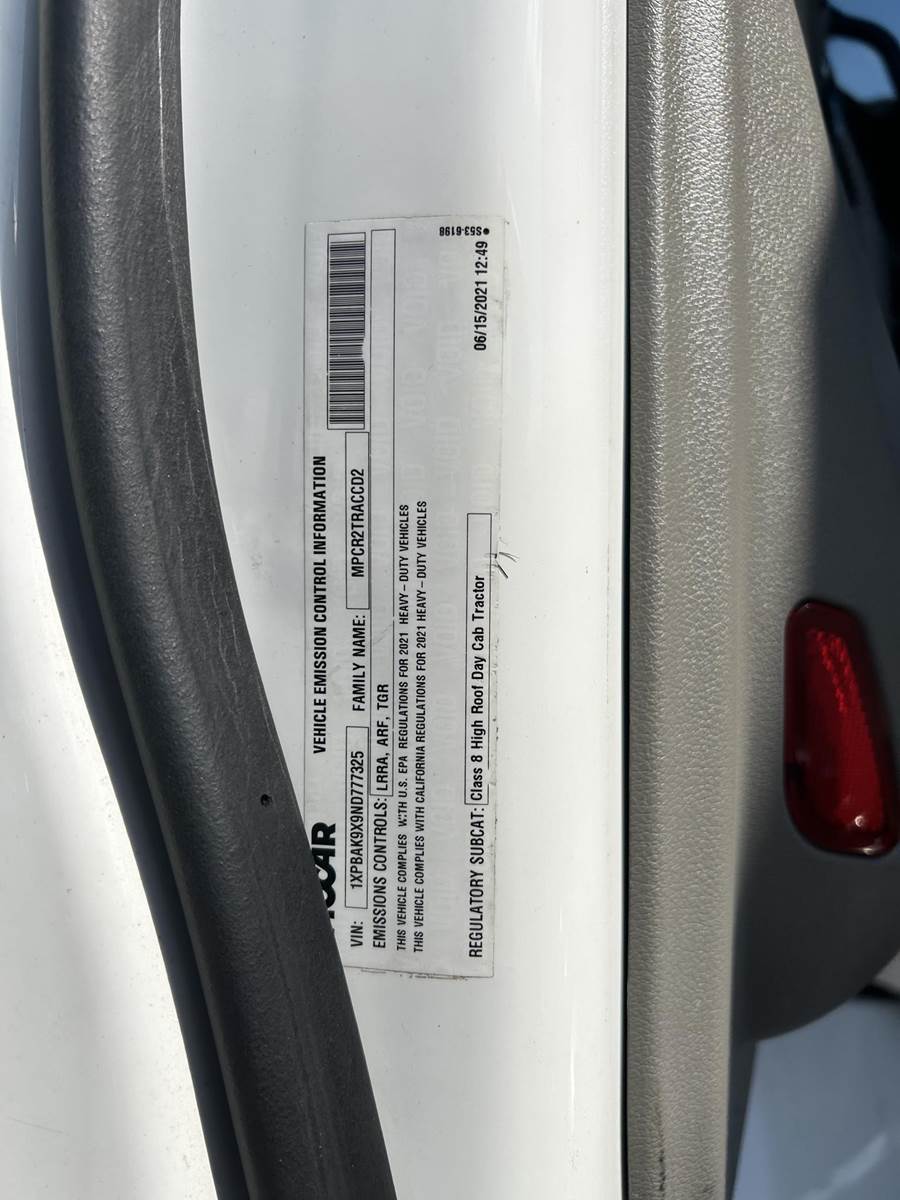 VEHICLE EMISSION CONTROL INFORMATION
VIN: 1XPBAK9X9ND777325 FAMILY NAME: MPCR2TRACCD2
EMISSIONS CONTROLS: LRRA, ARF, TGR
THIS VEHICLE COMPLIES WITH U.S. EPA REGULATIONS FOR 2021 HEAVY-DUTY VEHICLES
THIS VEHICLE COMPLIES WITH CALIFORNIA REGULATIONS FOR 2021 HEAVY-DUTY VEHICLES
REGULATORY SUBCAT: Class 8 High Roof Day Cab Tractor
06/15/2021 12:49
S53-6198